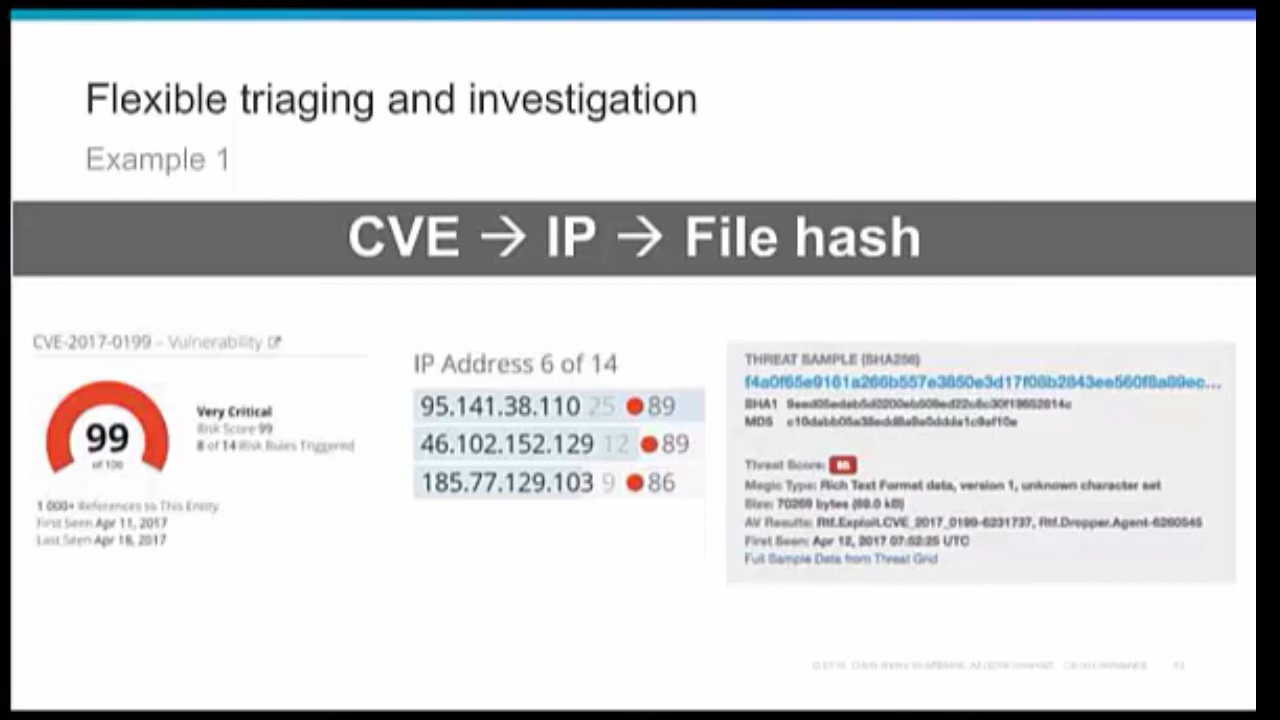 Flexible triaging and investigation
Example 1
CVE → IP → File hash
CVE-2017-0199 – Vulnerability
99
of 100
Very Critical
Risk Score 99
8 of 14 Risk Rules Triggered
1 000+ References to This Entity
First Seen Apr 11, 2017
Last Seen Apr 18, 2017
IP Address 6 of 14
95.141.38.110 25 89
46.102.152.129 12 89
185.77.129.103 9 86
THREAT SAMPLE (SHA256)
SHA1
MD5
Threat Score:
Magic Type: Rich Text Format data, version 1, unknown character set
Size: 70269 bytes
AV Results: Rtf.Exploit.CVE_2017_0199-6231737, Rtf.Dropper.Agent-6260545
First Seen: Apr 12, 2017 07:52:25 UTC
Full Sample Data from Threat Grid